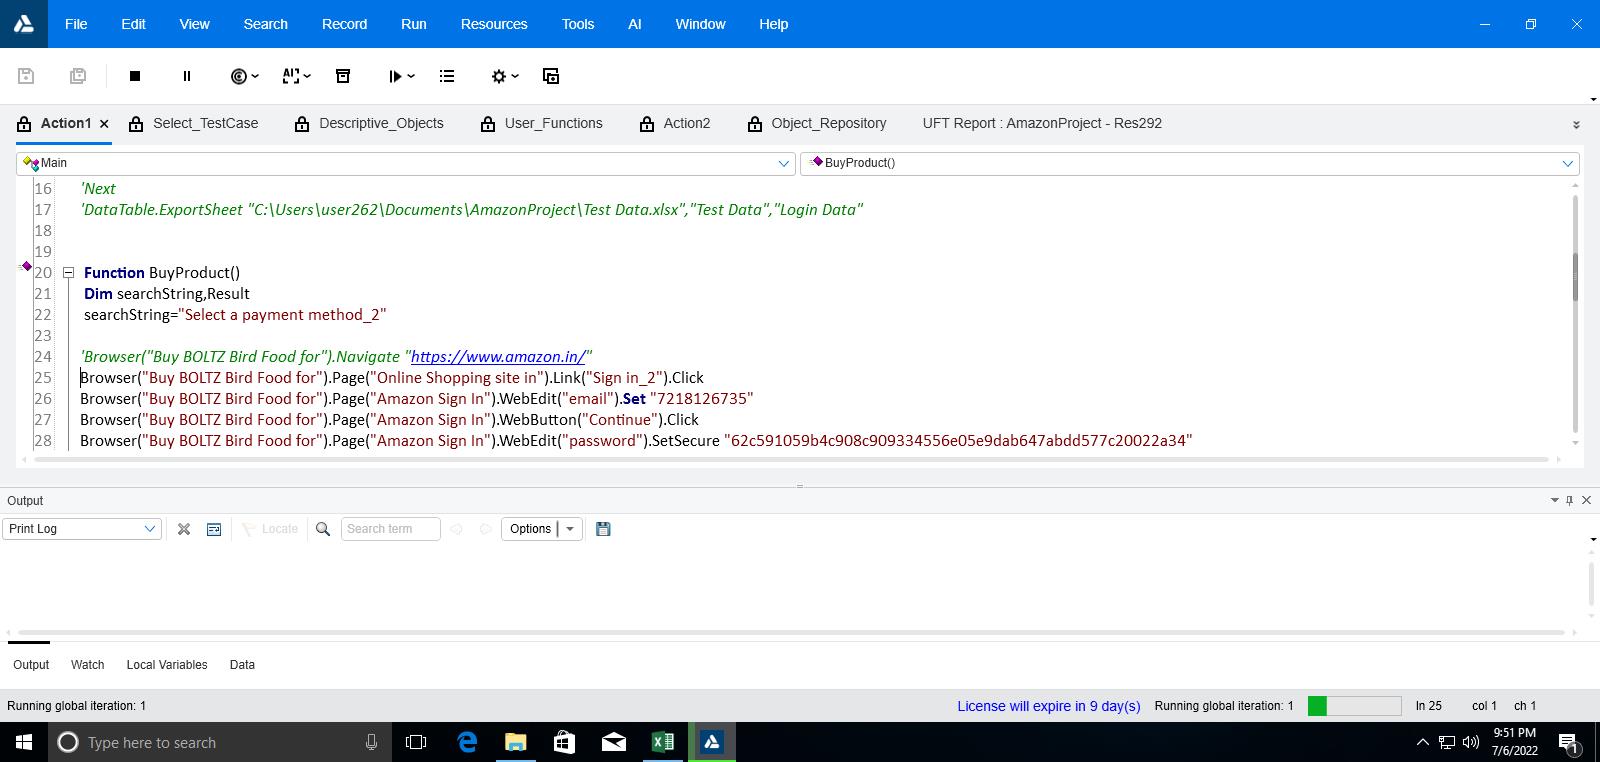 File Edit View Search Record Run Resources Tools AI Window Help
Action1 Select_TestCase Descriptive_Objects User_Functions Action2 Object_Repository UFT Report : AmazonProject - Res292
Main BuyProduct()
16 'Next
17 'DataTable.ExportSheet "C:\Users\user262\Documents\AmazonProject\Test Data.xlsx","Test Data","Login Data"
18
19
20 Function BuyProduct()
21 Dim searchString,Result
22 searchString="Select a payment method_2"
23
24 'Browser("Buy BOLTZ Bird Food for").Navigate "https://www.amazon.in/"
25 Browser("Buy BOLTZ Bird Food for").Page("Online Shopping site in").Link("Sign in_2").Click
26 Browser("Buy BOLTZ Bird Food for").Page("Amazon Sign In").WebEdit("email").Set "7218126735"
27 Browser("Buy BOLTZ Bird Food for").Page("Amazon Sign In").WebButton("Continue").Click
28 Browser("Buy BOLTZ Bird Food for").Page("Amazon Sign In").WebEdit("password").SetSecure "62c591059b4c908c909334556e05e9dab647abdd577c20022a34"
Output
Print Log Locate Search term Options
Output Watch Local Variables Data
Running global iteration: 1 License will expire in 9 day(s) Running global iteration: 1 ln 25 col 1 ch 1
Type here to search 9:51 PM
7/6/2022 1